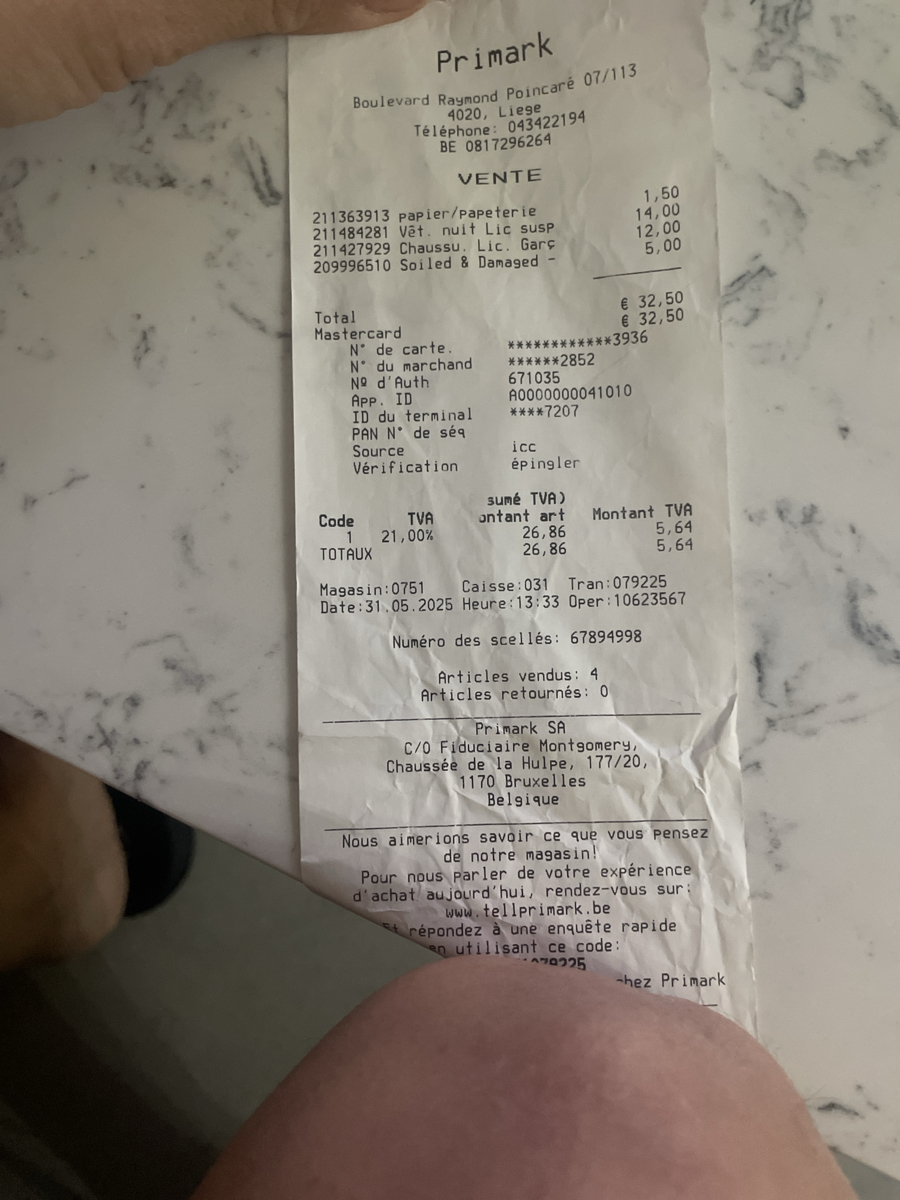 Primark
Boulevard Raymond Poincaré 07/113
4020, Liege
Téléphone: 043422194
BE 0817296264
VENTE
211363913 papier/papeterie 1,50
211484281 Vêt. nuit Lic susp 14,00
211427929 Chaussu. Lic. Garç 12,00
209996510 Soiled & Damaged - 5,00
Total € 32,50
Mastercard € 32,50
N° de carte. ************3936
N° du marchand ******2852
Nº d'Auth 671035
App. ID A0000000041010
ID du terminal ****7207
PAN N° de séq
Source icc
Vérification épingler
sumé TVA)
Code TVA ontant art Montant TVA
1 21,00% 26,86 5,64
TOTAUX 26,86 5,64
Magasin:0751 Caisse:031 Tran:079225
Date:31.05.2025 Heure:13:33 Oper:10623567
Numéro des scellés: 67894998
Articles vendus: 4
Articles retournés: 0
Primark SA
C/O Fiduciaire Montgomery,
Chaussée de la Hulpe, 177/20,
1170 Bruxelles
Belgique
Nous aimerions savoir ce que vous pensez
de notre magasin!
Pour nous parler de votre expérience
d'achat aujourd'hui, rendez-vous sur:
www.tellprimark.be
Et répondez à une enquête rapide
en utilisant ce code:
079225
chez Primark